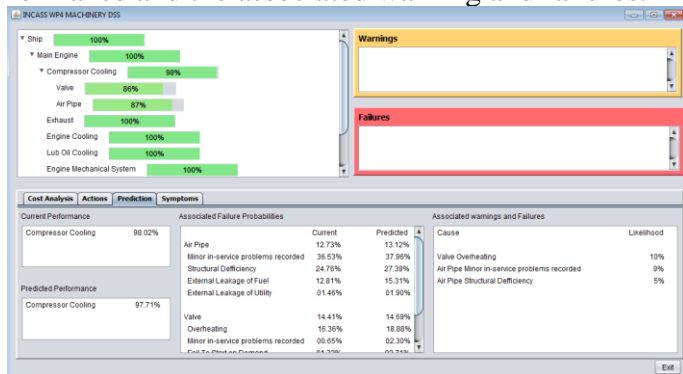 INCASS WP4 MACHINERY DSS
Ship 100%
Main Engine 100%
Compressor Cooling 98%
Valve 86%
Air Pipe 87%
Exhaust 100%
Engine Cooling 100%
Lub Oil Cooling 100%
Engine Mechanical System 100%
Warnings
Failures
Cost Analysis Actions Prediction Symptoms
Current Performance
Compressor Cooling 98.02%
Predicted Performance
Compressor Cooling 97.71%
Associated Failure Probabilities
Current Predicted
Air Pipe 12.73% 13.12%
Minor in-service problems recorded 36.53% 37.96%
Structural Defficiency 24.76% 27.39%
External Leakage of Fuel 12.81% 15.31%
External Leakage of Utility 01.46% 01.90%
Valve 14.41% 14.69%
Overheating 16.36% 18.88%
Minor in-service problems recorded 00.65% 02.30%
Associated warnings and Failures
Cause Likelihood
Valve Overheating 10%
Air Pipe Minor in-service problems recorded 9%
Air Pipe Structural Defficiency 5%
Exit